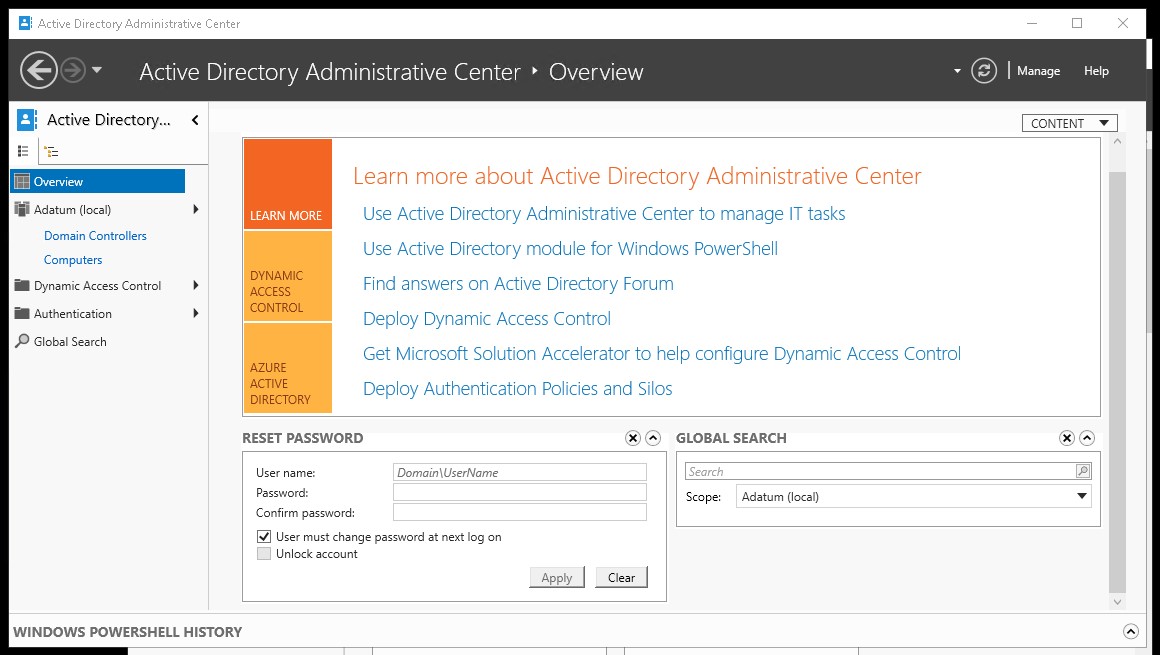 Active Directory Administrative Center
Active Directory Administrative Center • Overview
Manage
Help
Active Directory...
CONTENT
Overview
Adatum (local)
Domain Controllers
Computers
Dynamic Access Control
Authentication
Global Search
LEARN MORE
DYNAMIC
ACCESS
CONTROL
AZURE
ACTIVE
DIRECTORY
Learn more about Active Directory Administrative Center
Use Active Directory Administrative Center to manage IT tasks
Use Active Directory module for Windows PowerShell
Find answers on Active Directory Forum
Deploy Dynamic Access Control
Get Microsoft Solution Accelerator to help configure Dynamic Access Control
Deploy Authentication Policies and Silos
RESET PASSWORD
User name:
Domain\UserName
Password:
Confirm password:
User must change password at next log on
Unlock account
Apply
Clear
GLOBAL SEARCH
Search
Scope:
Adatum (local)
WINDOWS POWERSHELL HISTORY